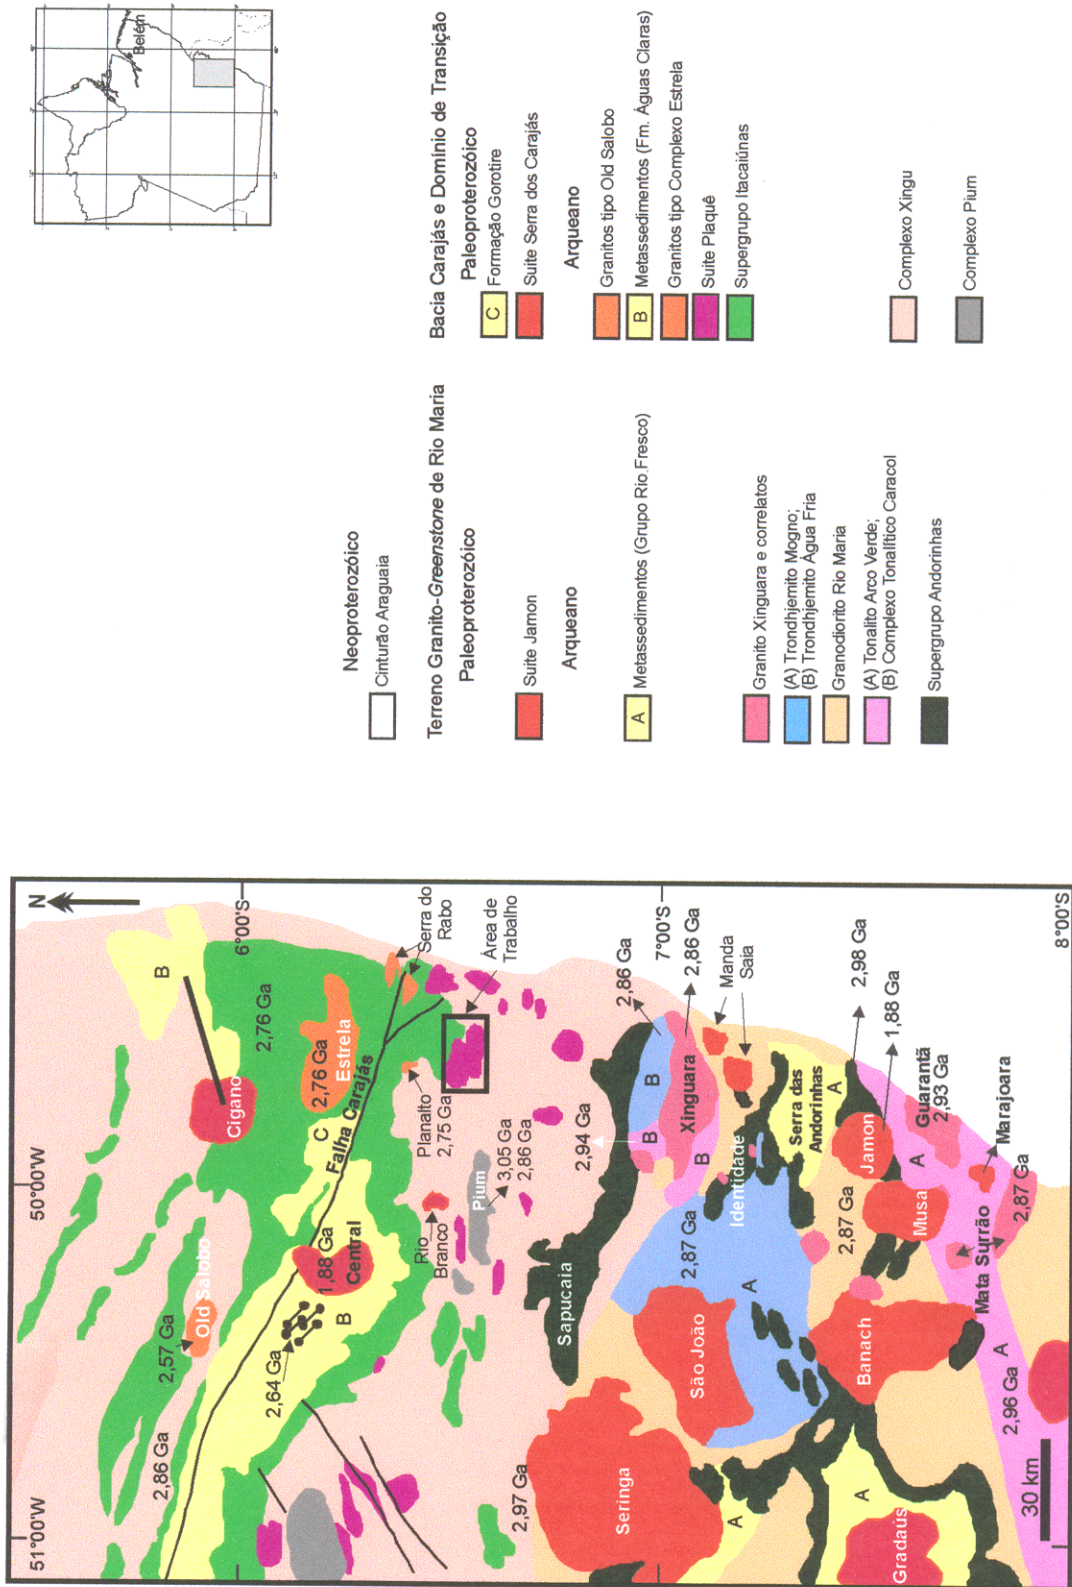 Belém
51°00'W
50°00'W
N
B
Cigano
2,76 Ga
6°00'S
2,57 Ga
Old Salobo
2,86 Ga
2,76 Ga
Estrela
C
Falha Carajás
1,88 Ga
Central
B
2,64 Ga
Serra do
Rabo
Planalto
2,75 Ga
Área de
Trabalho
Rio
Branco
Pium
3,05 Ga
2,86 Ga
2,97 Ga
Sapucaia
2,94 Ga
2,86 Ga
B
B
B
Xinguara
7°00'S
2,86 Ga
Seringa
São João
2,87 Ga
Identidade
Manda
Saia
A
A
Serra das
Andorinhas
A
2,98 Ga
Banach
2,87 Ga
Jamon
1,88 Ga
Musa
A
Guarantã
2,93 Ga
A
Gradaús
Mata Surrão
Marajoara
2,87 Ga
A
2,96 Ga
30 km
8°00'S
Neoproterozóico
Cinturão Araguaia
Terreno Granito-Greenstone de Rio Maria
Paleoproterozóico
Suite Jamon
Arqueano
A
Metassedimentos (Grupo Rio Fresco)
Granito Xinguara e correlatos
(A) Trondhjemito Mogno;
(B) Trondhjemito Água Fria
Granodiorito Rio Maria
(A) Tonalito Arco Verde;
(B) Complexo Tonalítico Caracol
Supergrupo Andorinhas
Bacia Carajás e Domínio de Transição
Paleoproterozóico
C
Formação Gorotire
Suite Serra dos Carajás
Arqueano
Granitos tipo Old Salobo
B
Metassedimentos (Fm. Águas Claras)
Granitos tipo Complexo Estrela
Suite Plaquê
Supergrupo Itacaiúnas
Complexo Xingu
Complexo Pium